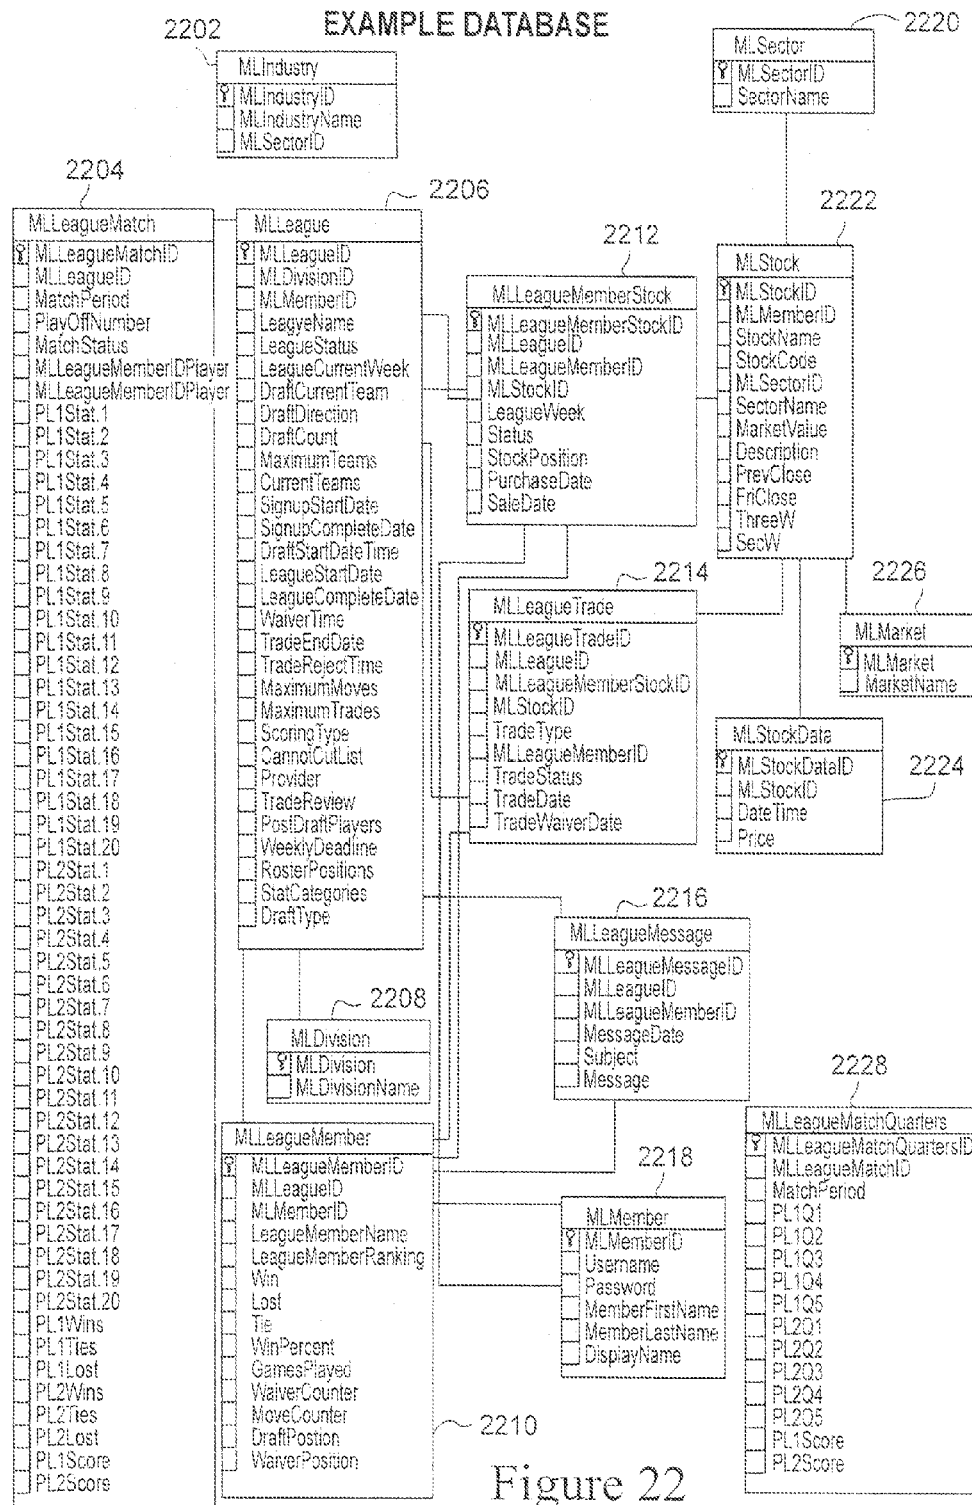 EXAMPLE DATABASE
2202
MLIndustry
MLIndustryID
MLIndustryName
MLSectorID
2220
MLSector
MLSectorID
SectorName
2204
MLLeagueMatch
MLLeagueMatchID
MLLeagueID
MatchPeriod
PlayOffNumber
MatchStatus
MLLeagueMemberIDPlayer
MLLeagueMemberIDPlayer
PL1Stat.1
PL1Stat.2
PL1Stat.3
PL1Stat.4
PL1Stat.5
PL1Stat.6
PL1Stat.7
PL1Stat.8
PL1Stat.9
PL1Stat.10
PL1Stat.11
PL1Stat.12
PL1Stat.13
PL1Stat.14
PL1Stat.15
PL1Stat.16
PL1Stat.17
PL1Stat.18
PL1Stat.19
PL1Stat.20
PL2Stat.1
PL2Stat.2
PL2Stat.3
PL2Stat.4
PL2Stat.5
PL2Stat.6
PL2Stat.7
PL2Stat.8
PL2Stat.9
PL2Stat.10
PL2Stat.11
PL2Stat.12
PL2Stat.13
PL2Stat.14
PL2Stat.15
PL2Stat.16
PL2Stat.17
PL2Stat.18
PL2Stat.19
PL2Stat.20
PL1Wins
PL1Ties
PL1Lost
PL2Wins
PL2Ties
PL2Lost
PL1Score
PL2Score
2206
MLLeague
MLLeagueID
MLDivisionID
MLMemberID
LeagyeName
LeagueStatus
LeagueCurrentWeek
DraftCurrentTeam
DraftDirection
DraftCount
MaximumTeams
CurrentTeams
SignupStartDate
SignupCompleteDate
DraftStartDateTime
LeagueStartDate
LeagueCompleteDate
WaiverTime
TradeEndDate
TradeRejectTime
MaximumMoves
MaximumTrades
ScoringType
CannotCutList
Provider
TradeReview
PostDraftPlayers
WeeklyDeadline
RosterPositions
StatCategories
DraftType
2212
MLLeagueMemberStock
MLLeagueMemberStockID
MLLeagueID
MLLeagueMemberID
MLStockID
LeagueWeek
Status
StockPosition
PurchaseDate
SaleDate
2222
MLStock
MLStockID
MLMemberID
StockName
StockCode
MLSectorID
SectorName
MarketValue
Description
PrevClose
FriClose
ThreeW
SecW
2214
MLLeagueTrade
MLLeagueTradeID
MLLeagueID
MLLeagueMemberStockID
MLStockID
TradeType
MLLeagueMemberID
TradeStatus
TradeDate
TradeWaiverDate
2226
MLMarket
MLMarket
MarketName
MLStockData
MLStockDataID
MLStockID
DateTime
Price
2224
2216
MLLeagueMessage
MLLeagueMessageID
MLLeagueID
MLLeagueMemberID
MessageDate
Subject
Message
2208
MLDivision
MLDivision
MLDivisionName
MLLeagueMember
MLLeagueMemberID
MLLeagueID
MLMemberID
LeagueMemberName
LeagueMemberRanking
Win
Lost
Tie
WinPercent
GamesPlayed
WaiverCounter
MoveCounter
DraftPostion
WaiverPosition
2210
2218
MLMember
MLMemberID
Username
Password
MemberFirstName
MemberLastName
DisplayName
2228
MLLeagueMatchQuarters
MLLeagueMatchQuartersID
MLLeagueMatchID
MatchPeriod
PL1Q1
PL1Q2
PL1Q3
PL1Q4
PL1Q5
PL2Q1
PL2Q2
PL2Q3
PL2Q4
PL2Q5
PL1Score
PL2Score
Figure 22